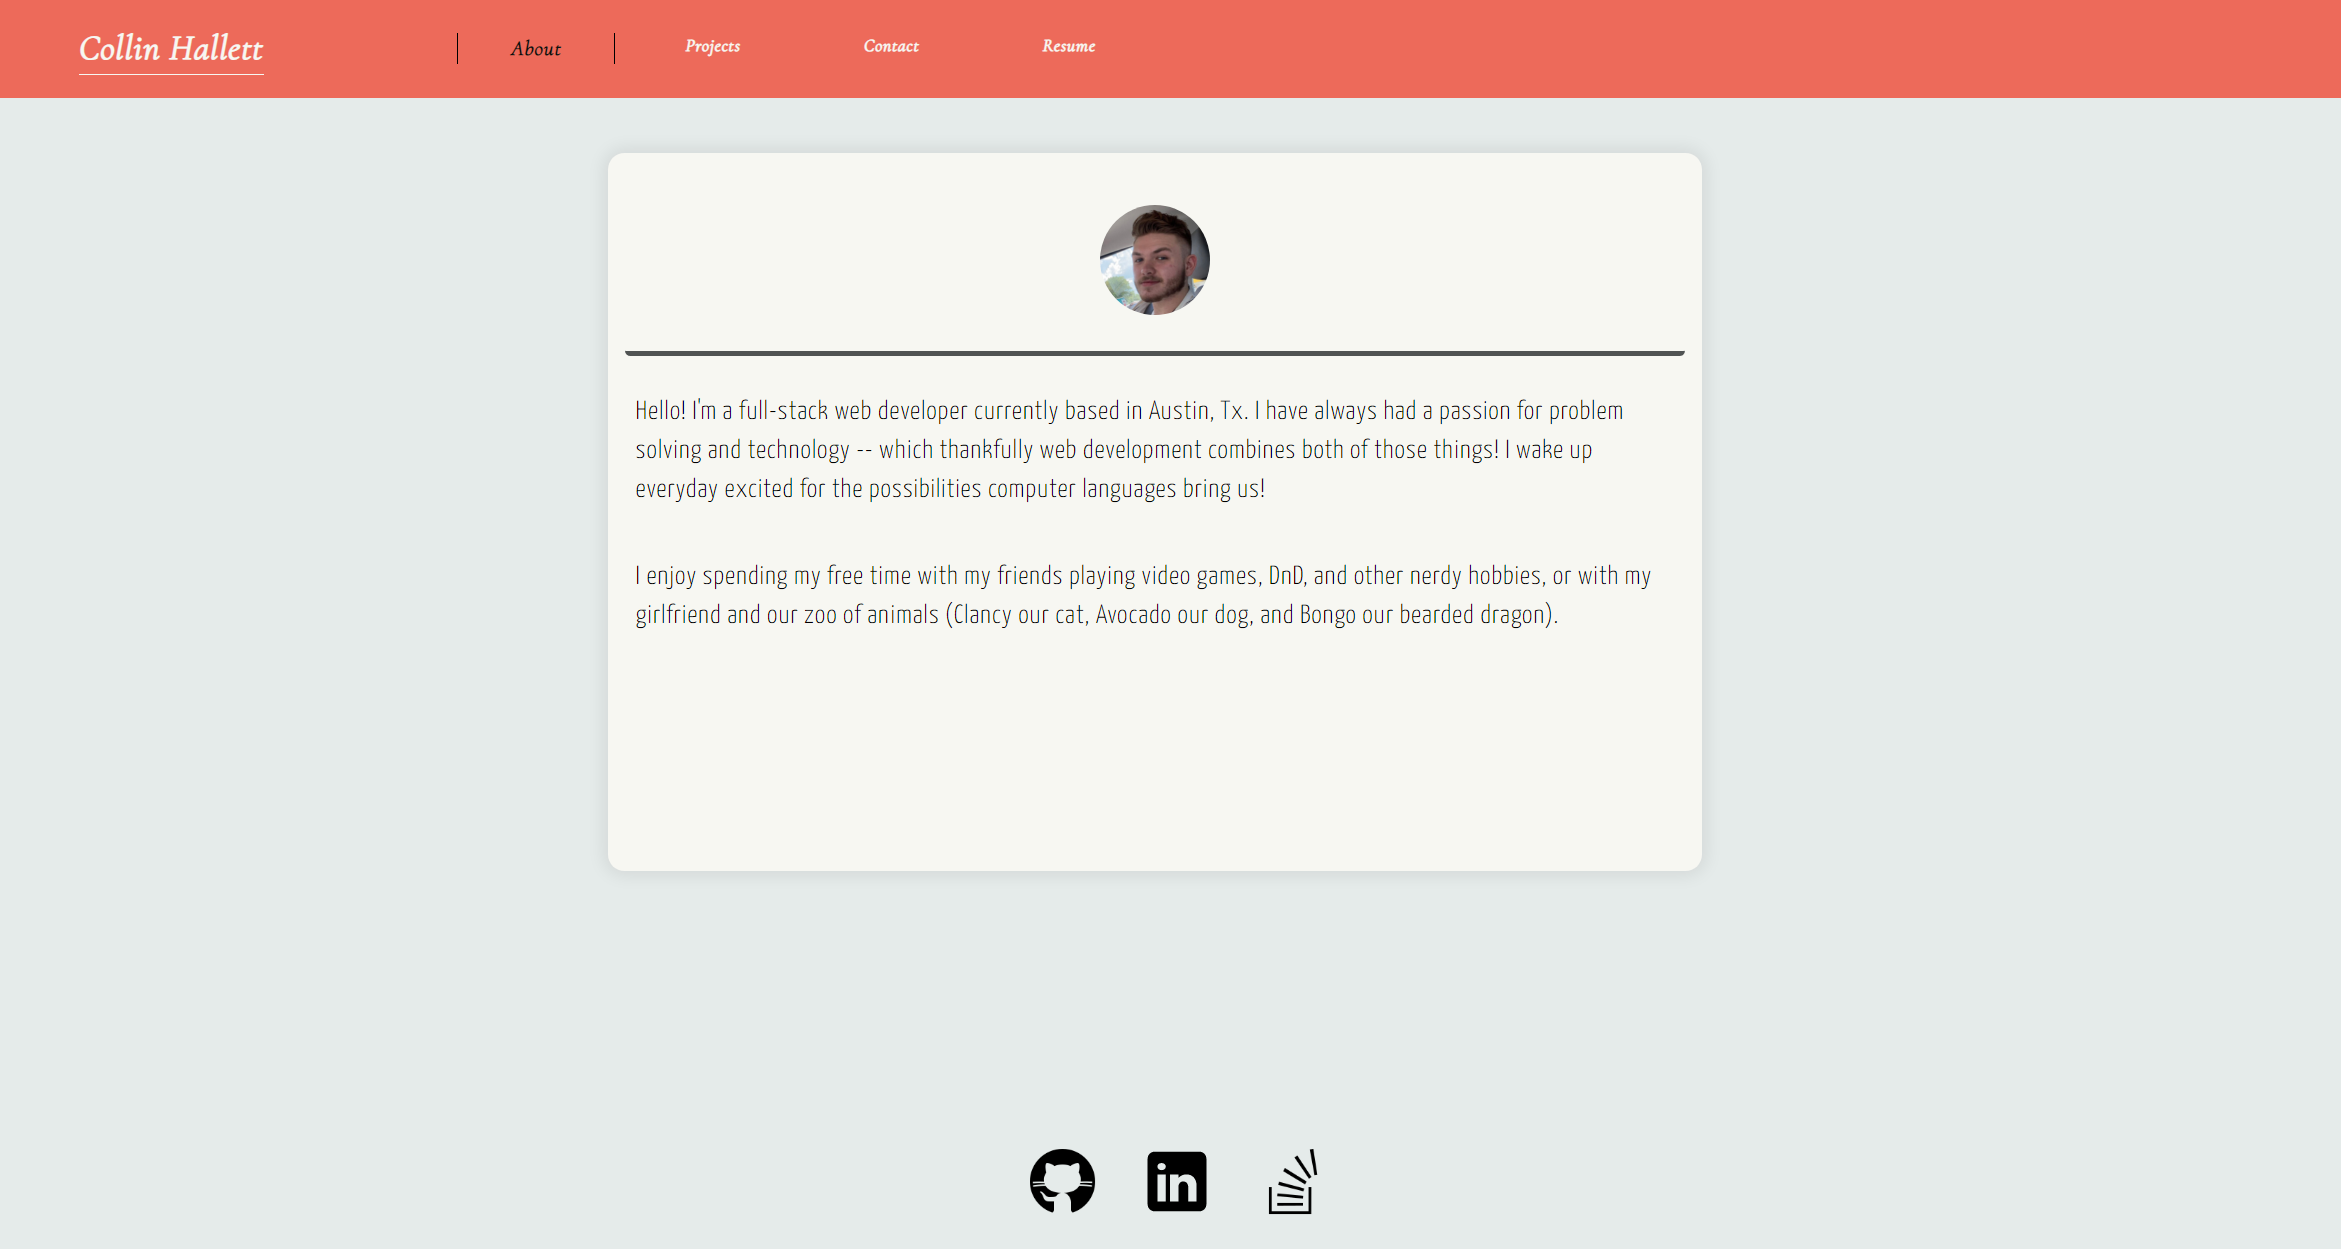 Collin Hallett
About
Projects
Contact
Resume
Hello! I'm a full-stack web developer currently based in Austin, Tx. I have always had a passion for problem
solving and technology -- which thankfully web development combines both of those things! I wake up
everyday excited for the possibilities computer languages bring us!
I enjoy spending my free time with my friends playing video games, DnD, and other nerdy hobbies, or with my
girlfriend and our zoo of animals (Clancy our cat, Avocado our dog, and Bongo our bearded dragon).
in